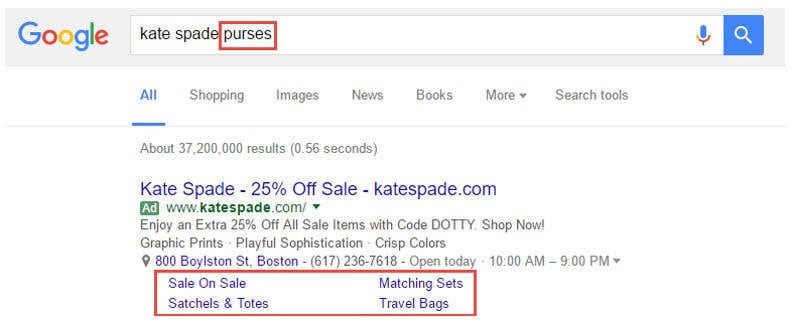 Google kate spade purses
All Shopping Images News Books More Search tools
About 37,200,000 results (0.56 seconds)
Kate Spade - 25% Off Sale - katespade.com
Ad www.katespade.com/
Enjoy an Extra 25% Off All Sale Items with Code DOTTY. Shop Now!
Graphic Prints · Playful Sophistication · Crisp Colors
800 Boylston St, Boston - (617) 236-7618 - Open today · 10:00 AM – 9:00 PM
Sale On Sale Matching Sets
Satchels & Totes Travel Bags